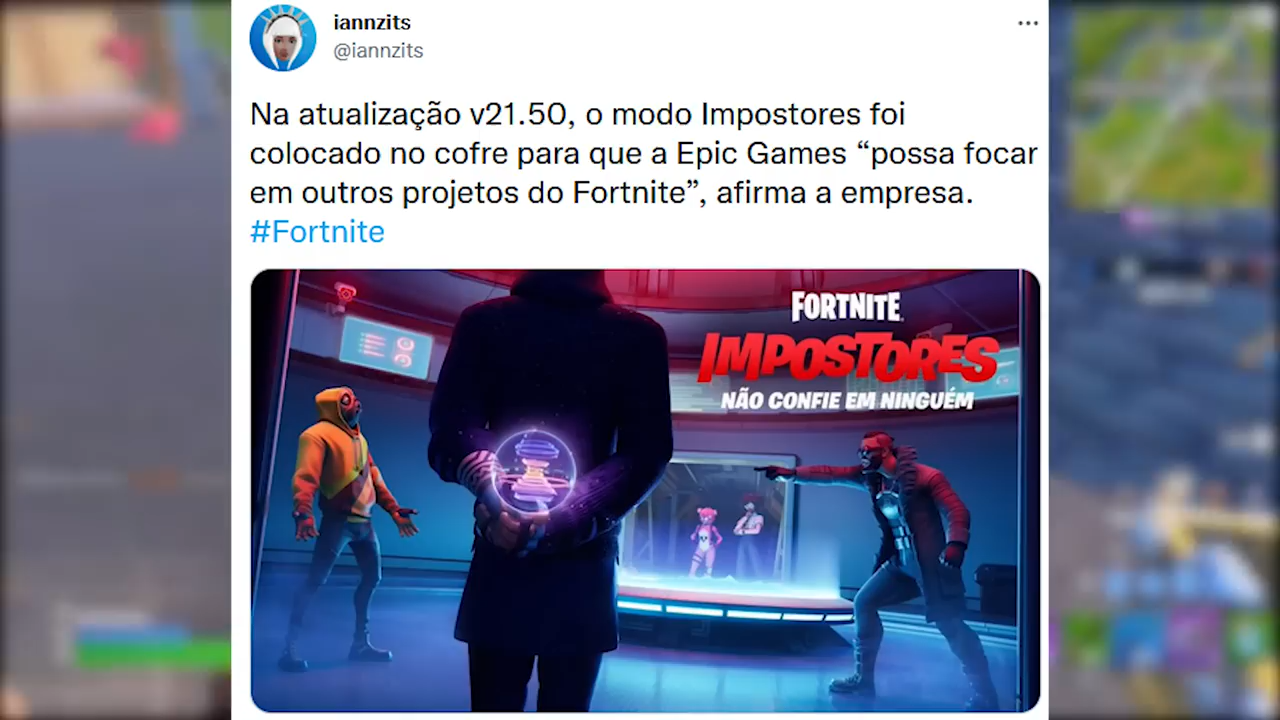 iannzits
@iannzits
Na atualização v21.50, o modo Impostores foi
colocado no cofre para que a Epic Games “possa focar
em outros projetos do Fortnite”, afirma a empresa.
#Fortnite
FORTNITE
IMPOSTORES
NÃO CONFIE EM NINGUÉM